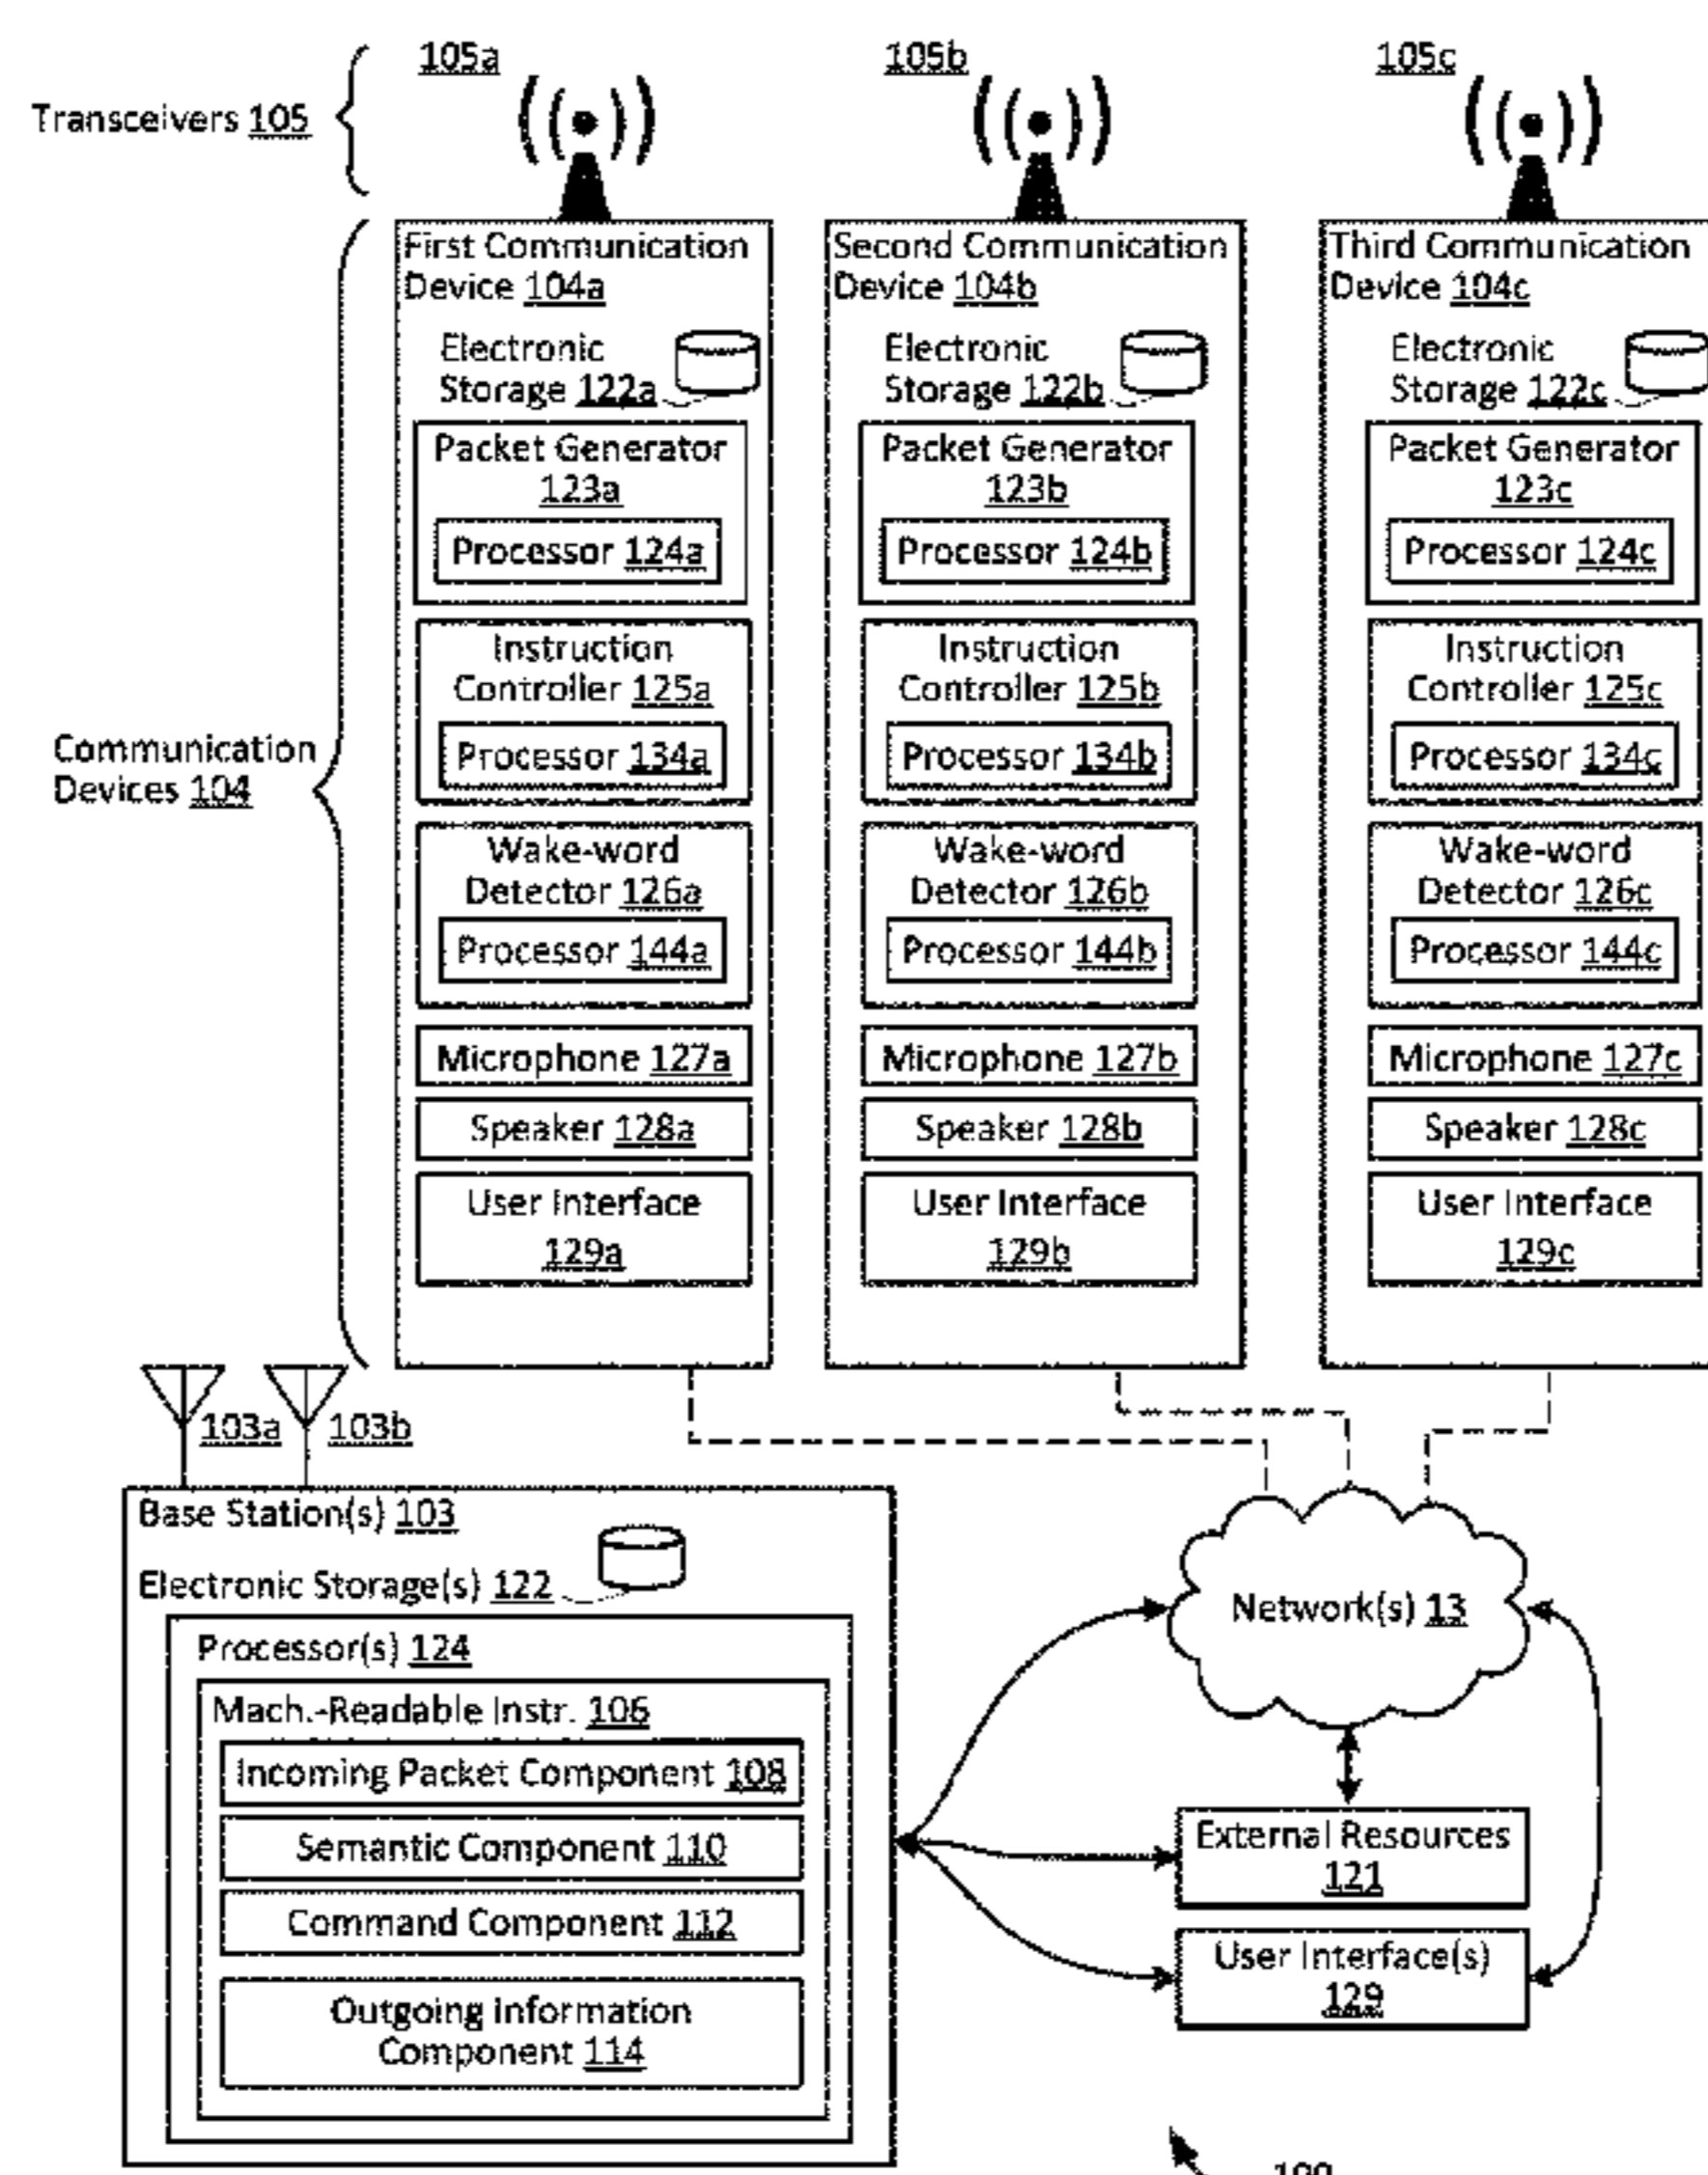 105a
105b
105c
Transceivers 105
First Communication
Device 104a
Electronic
Storage 122a
Packet Generator
123a
Processor 124a
Instruction
Controller 125a
Processor 134a
Wake-word
Detector 126a
Processor 144a
Microphone 127a
Speaker 128a
User Interface
129a
Second Communication
Device 104b
Electronic
Storage 122b
Packet Generator
123b
Processor 124b
Instruction
Controller 125b
Processor 134b
Wake-word
Detector 126b
Processor 144b
Microphone 127b
Speaker 128b
User Interface
129b
Third Communication
Device 104c
Electronic
Storage 122c
Packet Generator
123c
Processor 124c
Instruction
Controller 125c
Processor 134c
Wake-word
Detector 126c
Processor 144c
Microphone 127c
Speaker 128c
User Interface
129c
Communication
Devices 104
103a
103b
Base Station(s) 103
Electronic Storage(s) 122
Processor(s) 124
Mach.-Readable Instr. 106
Incoming Packet Component 108
Semantic Component 110
Command Component 112
Outgoing Information
Component 114
Network(s) 13
External Resources
121
User Interface(s)
129